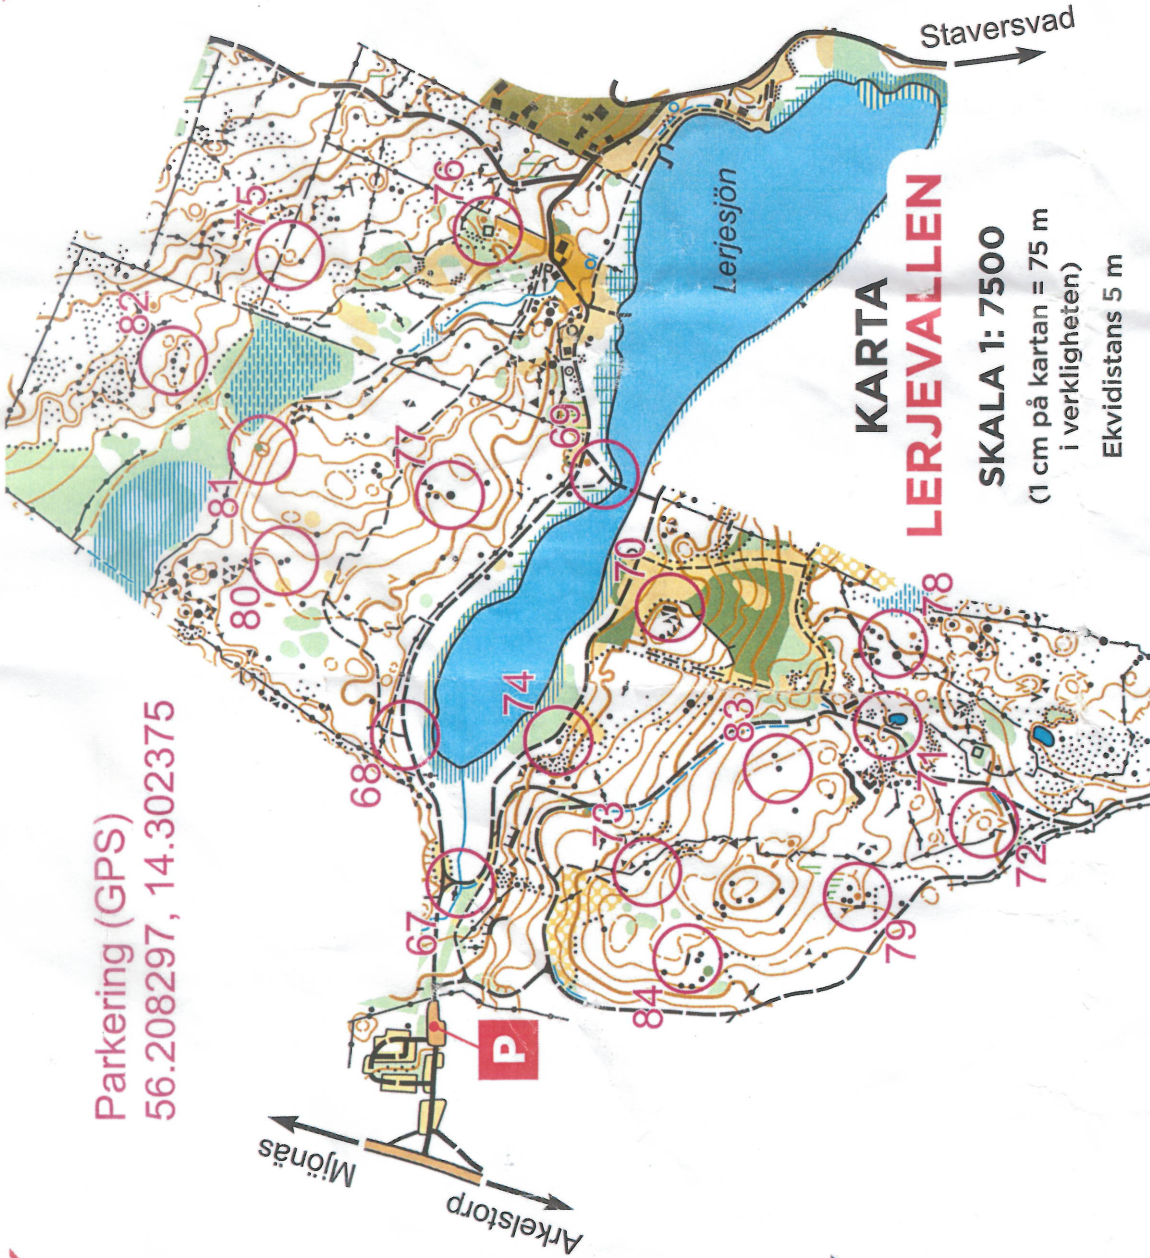 Parkering (GPS)
56.208297, 14.302375
Staversvad
Lerjesjön
KARTA
LERJEVALLEN
SKALA 1: 7500
(1 cm på kartan = 75 m
i verkligheten)
Ekvidistans 5 m
Mjönäs
Arkelstorp
P
67
68
69
70
71
72
73
74
75
76
77
78
79
80
81
82
83
84